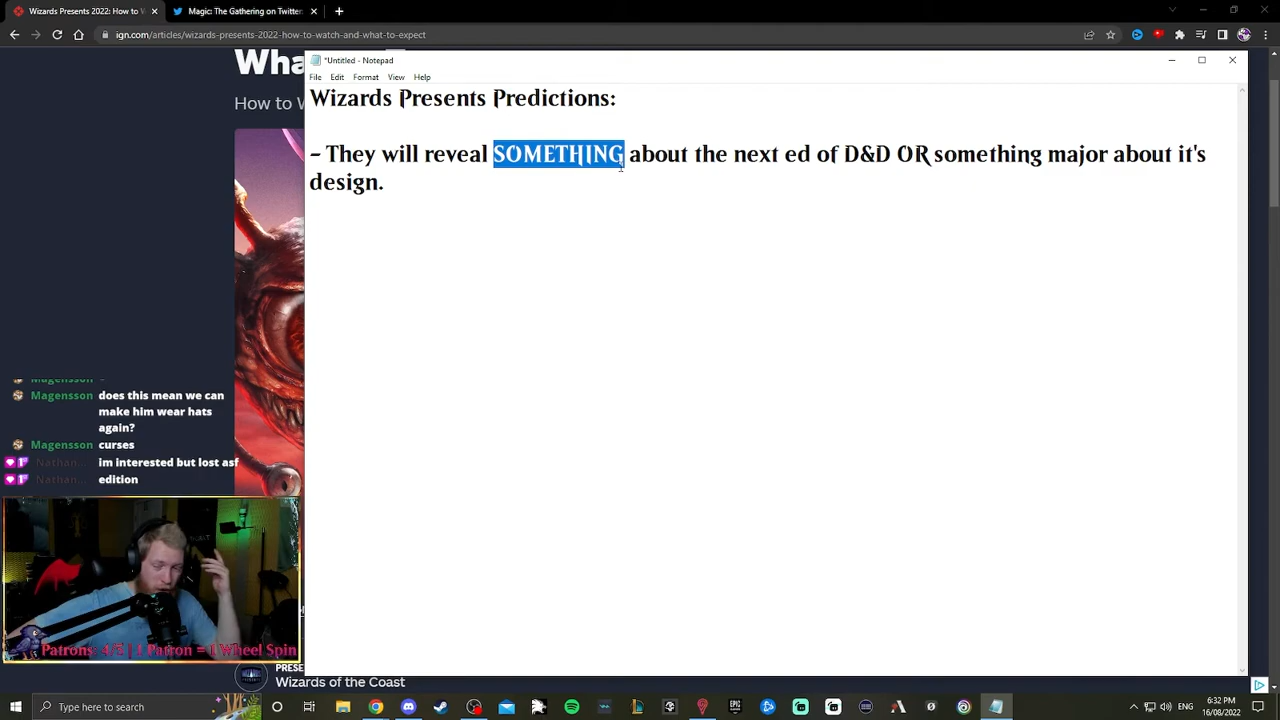 Wizards Presents 2022: How to W
Magic The Gathering on Twitter:
ign.com/articles/wizards-presents-2022-how-to-watch-and-what-to-expect
Wha
How to W
*Untitled - Notepad
File Edit Format View Help
Wizards Presents Predictions:
- They will reveal SOMETHING about the next ed of D&D OR something major about it's
design.
Magensson
Magensson does this mean we can
make him wear hats
again?
Magensson curses
Nathan... im interested but lost asf
Nathan... edition
Patrons: 4/5 | 1 Patron = 1 Wheel Spin
PRESE
Wizards of the Coast
Type here to search
ENG
6:32 PM
16/08/2022